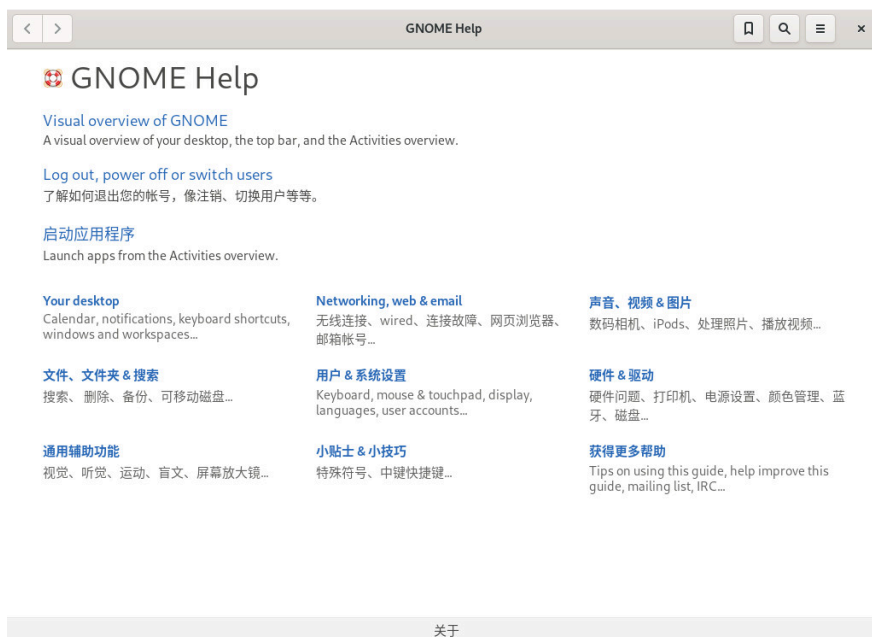 GNOME Help
GNOME Help
Visual overview of GNOME
A visual overview of your desktop, the top bar, and the Activities overview.
Log out, power off or switch users
了解如何退出您的帐号，像注销、切换用户等等。
启动应用程序
Launch apps from the Activities overview.
Your desktop
Calendar, notifications, keyboard shortcuts,
windows and workspaces…
Networking, web & email
无线连接、wired、连接故障、网页浏览器、
邮箱帐号…
声音、视频 & 图片
数码相机、iPods、处理照片、播放视频…
文件、文件夹 & 搜索
搜索、 删除、备份、可移动磁盘…
用户 & 系统设置
Keyboard, mouse & touchpad, display,
languages, user accounts…
硬件 & 驱动
硬件问题、打印机、电源设置、颜色管理、蓝
牙、磁盘…
通用辅助功能
视觉、听觉、运动、盲文、屏幕放大镜…
小贴士 & 小技巧
特殊符号、中键快捷键…
获得更多帮助
Tips on using this guide, help improve this
guide, mailing list, IRC…
关于